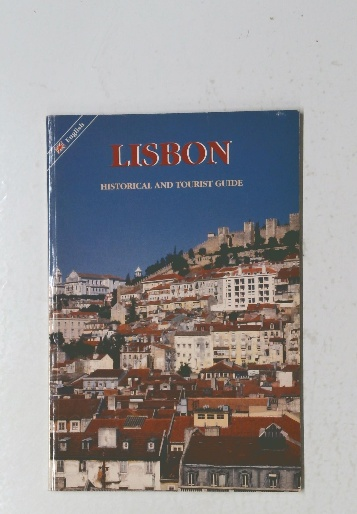 English
LISBON
HISTORICAL AND TOURIST GUIDE